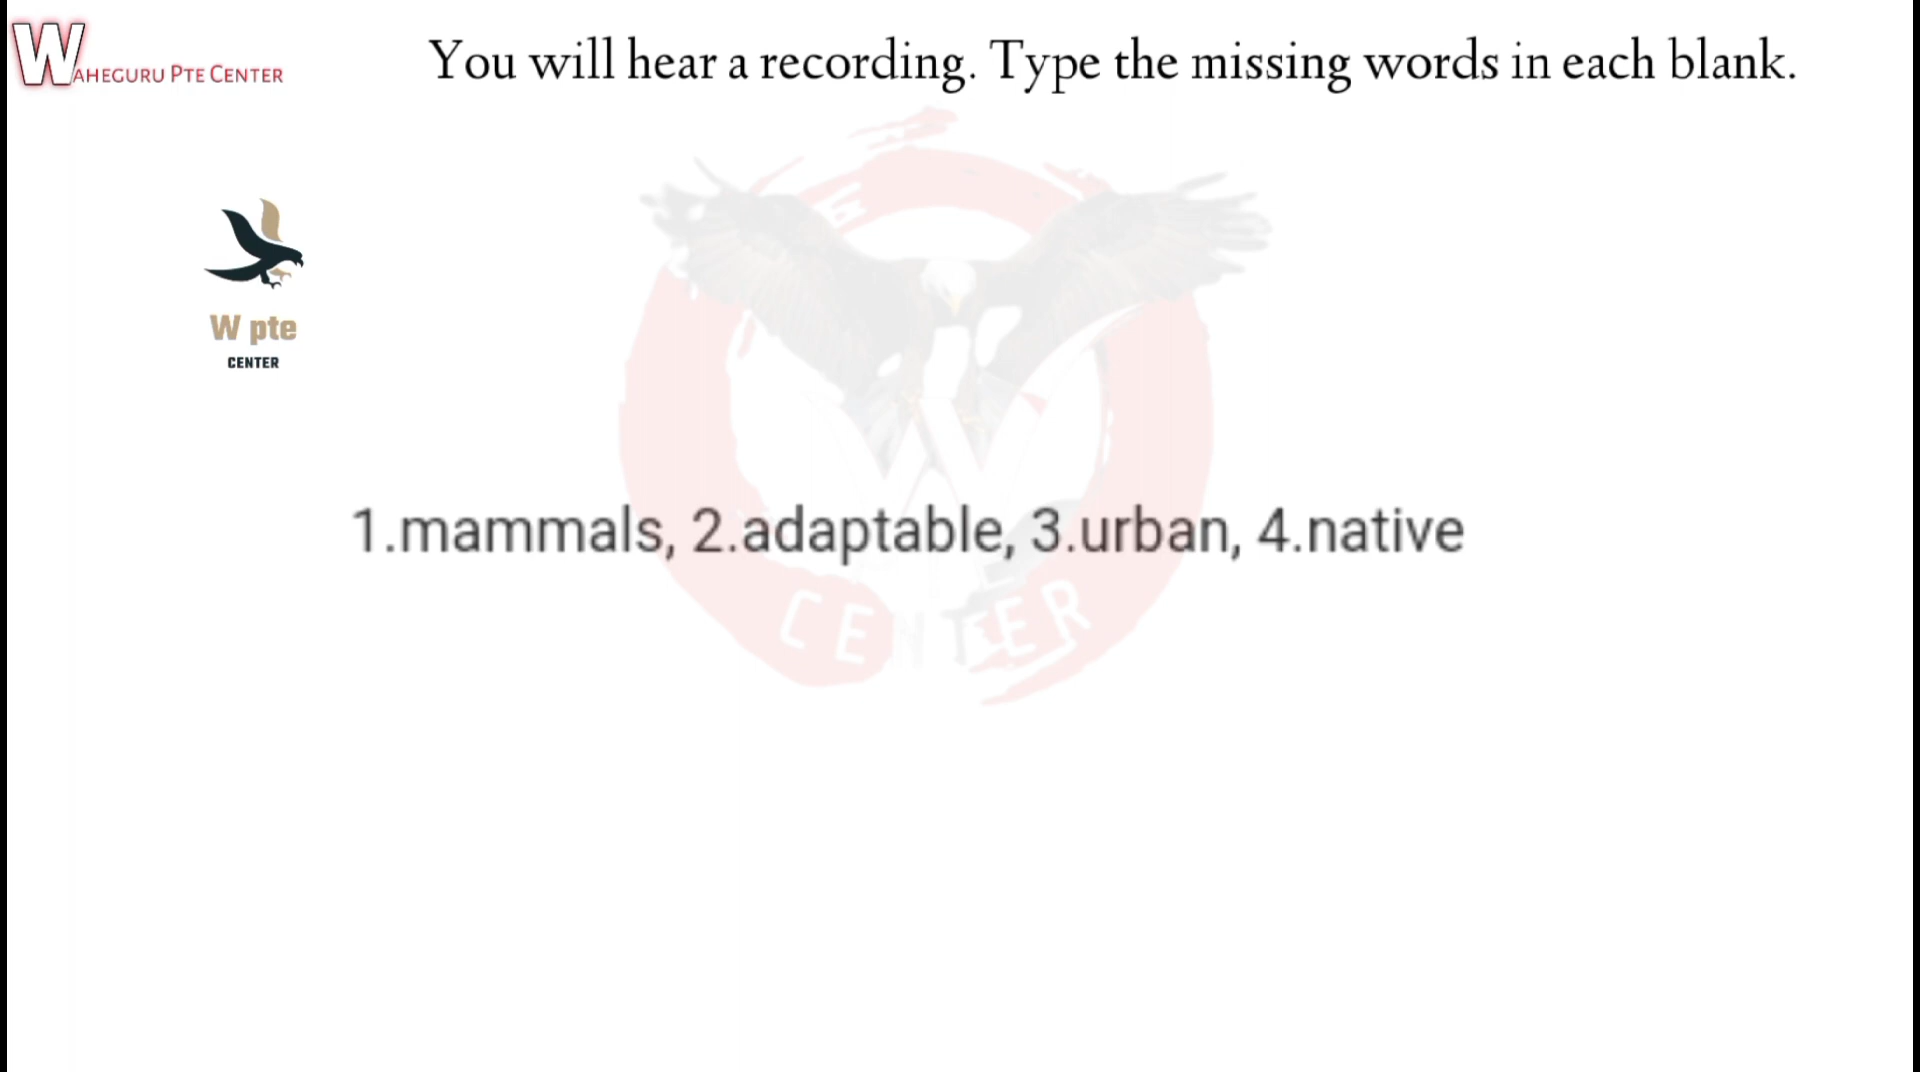 WAHEGURU PTE CENTER
You will hear a recording. Type the missing words in each blank.
W pte
CENTER
1.mammals, 2.adaptable, 3.urban, 4.native
CENTER